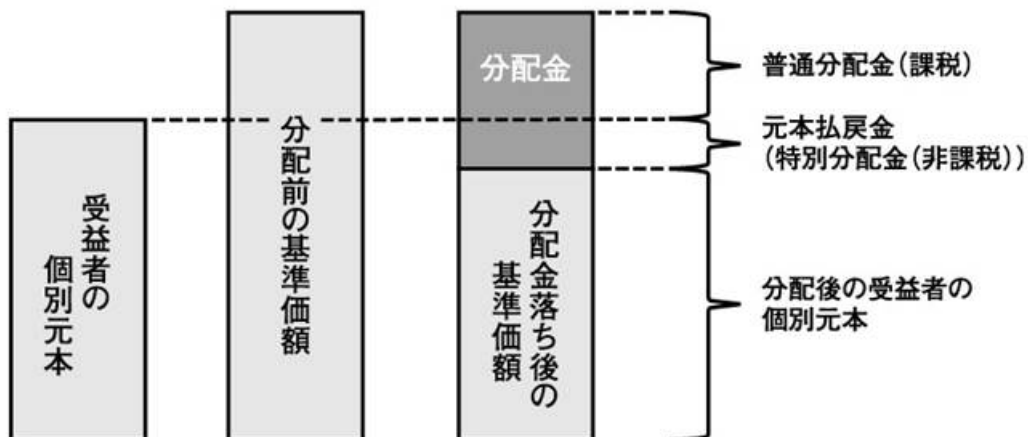 受益者の
個別元本
分配前の基準価額
分配金
分配金落ち後の
基準価額
普通分配金(課税)
元本払戻金
(特別分配金(非課税))
分配後の受益者の
個別元本